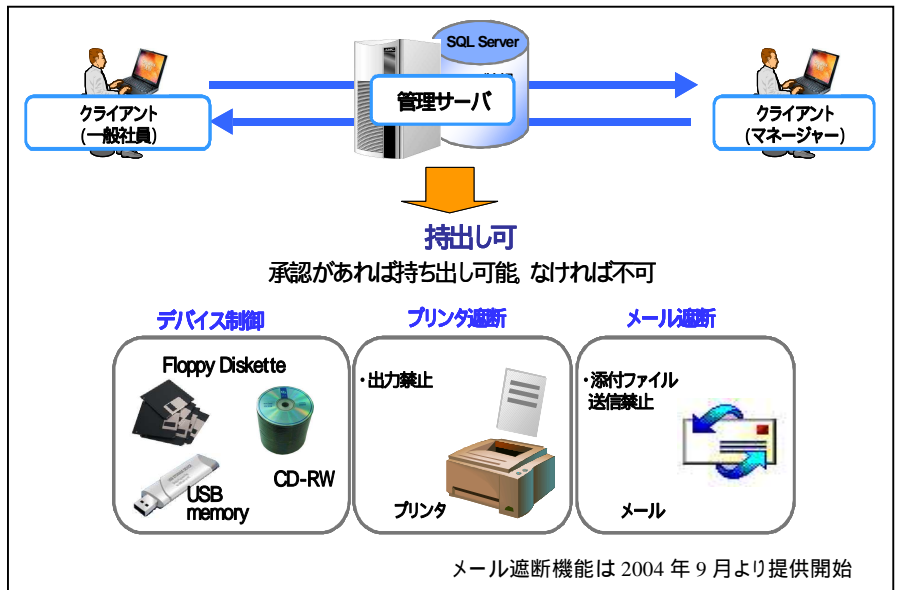 SQL Server
管理サーバ
クライアント
(一般社員)
クライアント
(マネージャー)
持出し可
承認があれば持ち出し可能, なければ不可
デバイス制御
プリンタ遮断
メール遮断
Floppy Diskette
CD-RW
USB
memory
・出力禁止
プリンタ
・添付ファイル
送信禁止
メール
メール遮断機能は 2004 年 9 月より提供開始